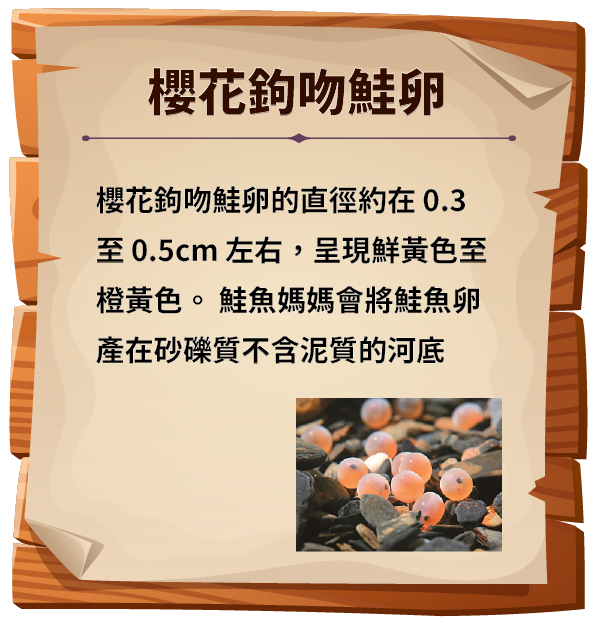 櫻花鉤吻鮭卵
櫻花鉤吻鮭卵的直徑約在 0.3
至 0.5cm 左右，呈現鮮黃色至
橙黃色。 鮭魚媽媽會將鮭魚卵
產在砂礫質不含泥質的河底